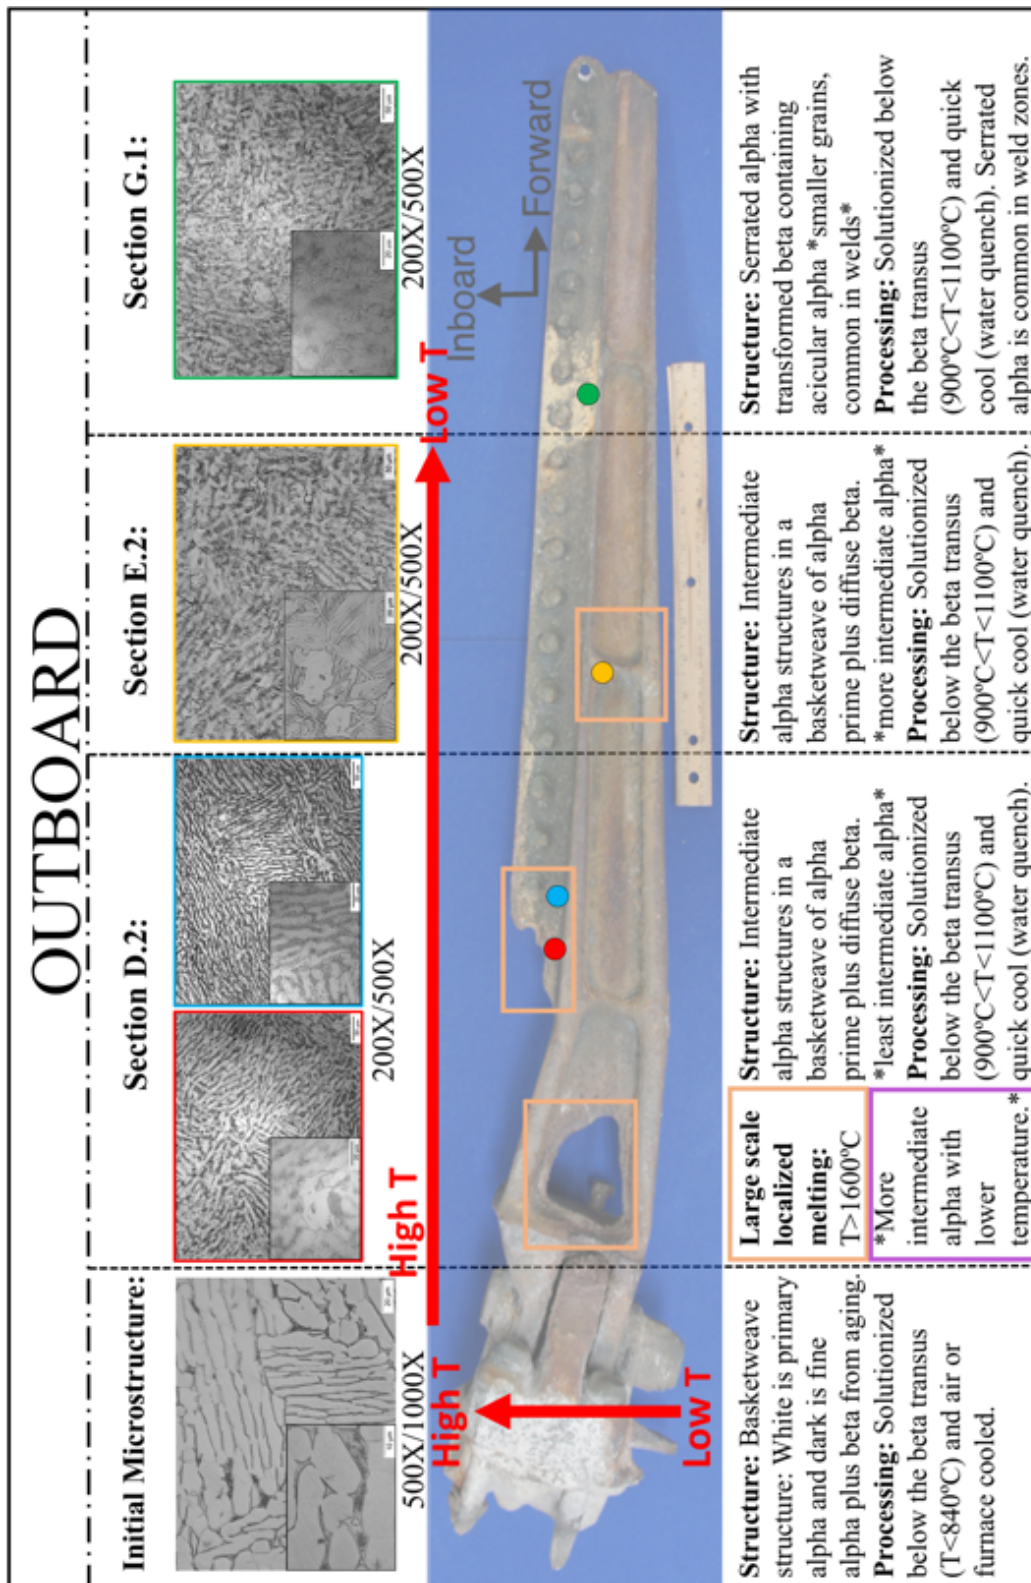 OUTBOARD
Initial Microstructure:
500X/1000X
Section D.2:
200X/500X
Section E.2:
200X/500X
Section G.1:
200X/500X
High T
Low T
High T
Low T
Inboard
Forward
Structure: Basketweave
structure: White is primary
alpha and dark is fine
alpha plus beta from aging.
Processing: Solutionized
below the beta transus
(T<840°C) and air or
furnace cooled.
Large scale
localized
melting:
T>1600°C
*More
intermediate
alpha with
lower
temperature.*
Structure: Intermediate
alpha structures in a
basketweave of alpha
prime plus diffuse beta.
*least intermediate alpha*
Processing: Solutionized
below the beta transus
(900°C<T<1100°C) and
quick cool (water quench).
Structure: Intermediate
alpha structures in a
basketweave of alpha
prime plus diffuse beta.
*more intermediate alpha*
Processing: Solutionized
below the beta transus
(900°C<T<1100°C) and
quick cool (water quench).
Structure: Serrated alpha with
transformed beta containing
acicular alpha *smaller grains,
common in welds*
Processing: Solutionized below
the beta transus
(900°C<T<1100°C) and quick
cool (water quench). Serrated
alpha is common in weld zones.